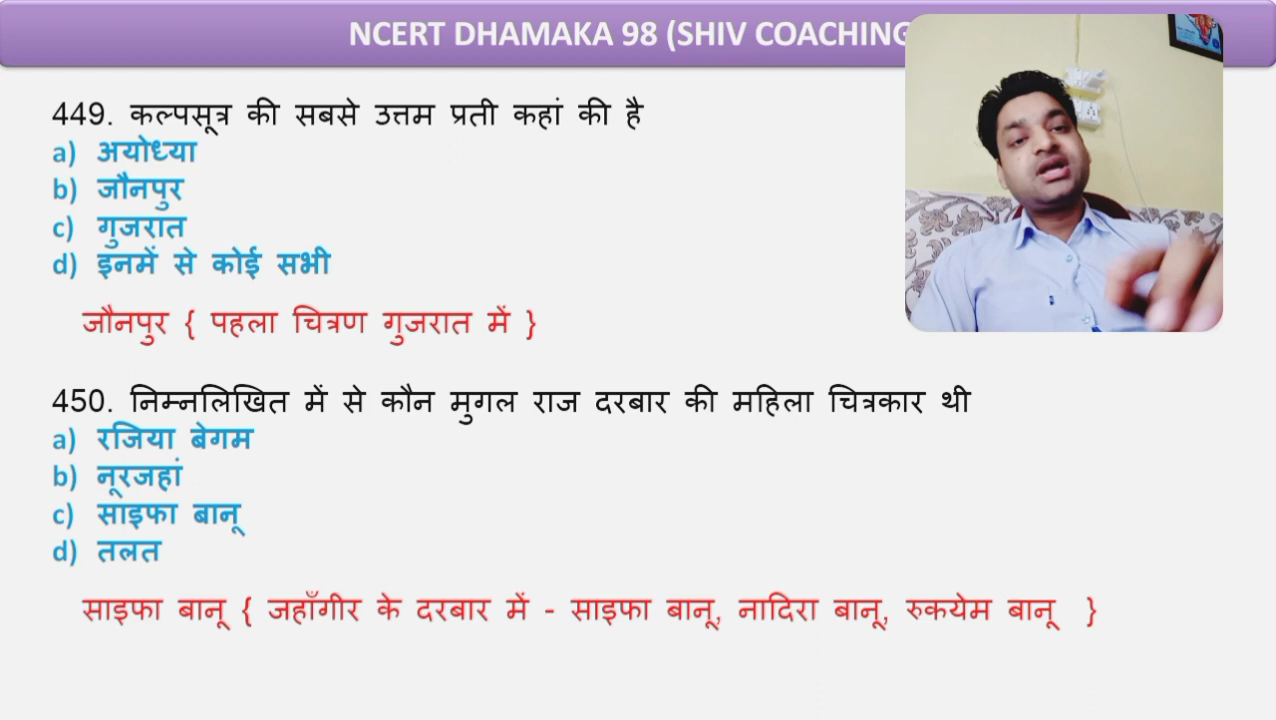 NCERT DHAMAKA 98 (SHIV COACHING
449. कल्पसूत्र की सबसे उत्तम प्रती कहां की है
a) अयोध्या
b) जौनपुर
c) गुजरात
d) इनमें से कोई सभी
जौनपुर { पहला चित्रण गुजरात में }
450. निम्नलिखित में से कौन मुगल राज दरबार की महिला चित्रकार थी
a) रजिया बेगम
b) नूरजहां
c) साइफा बानू
d) तलत
साइफा बानू { जहाँगीर के दरबार में - साइफा बानू, नादिरा बानू, रुकयेम बानू }